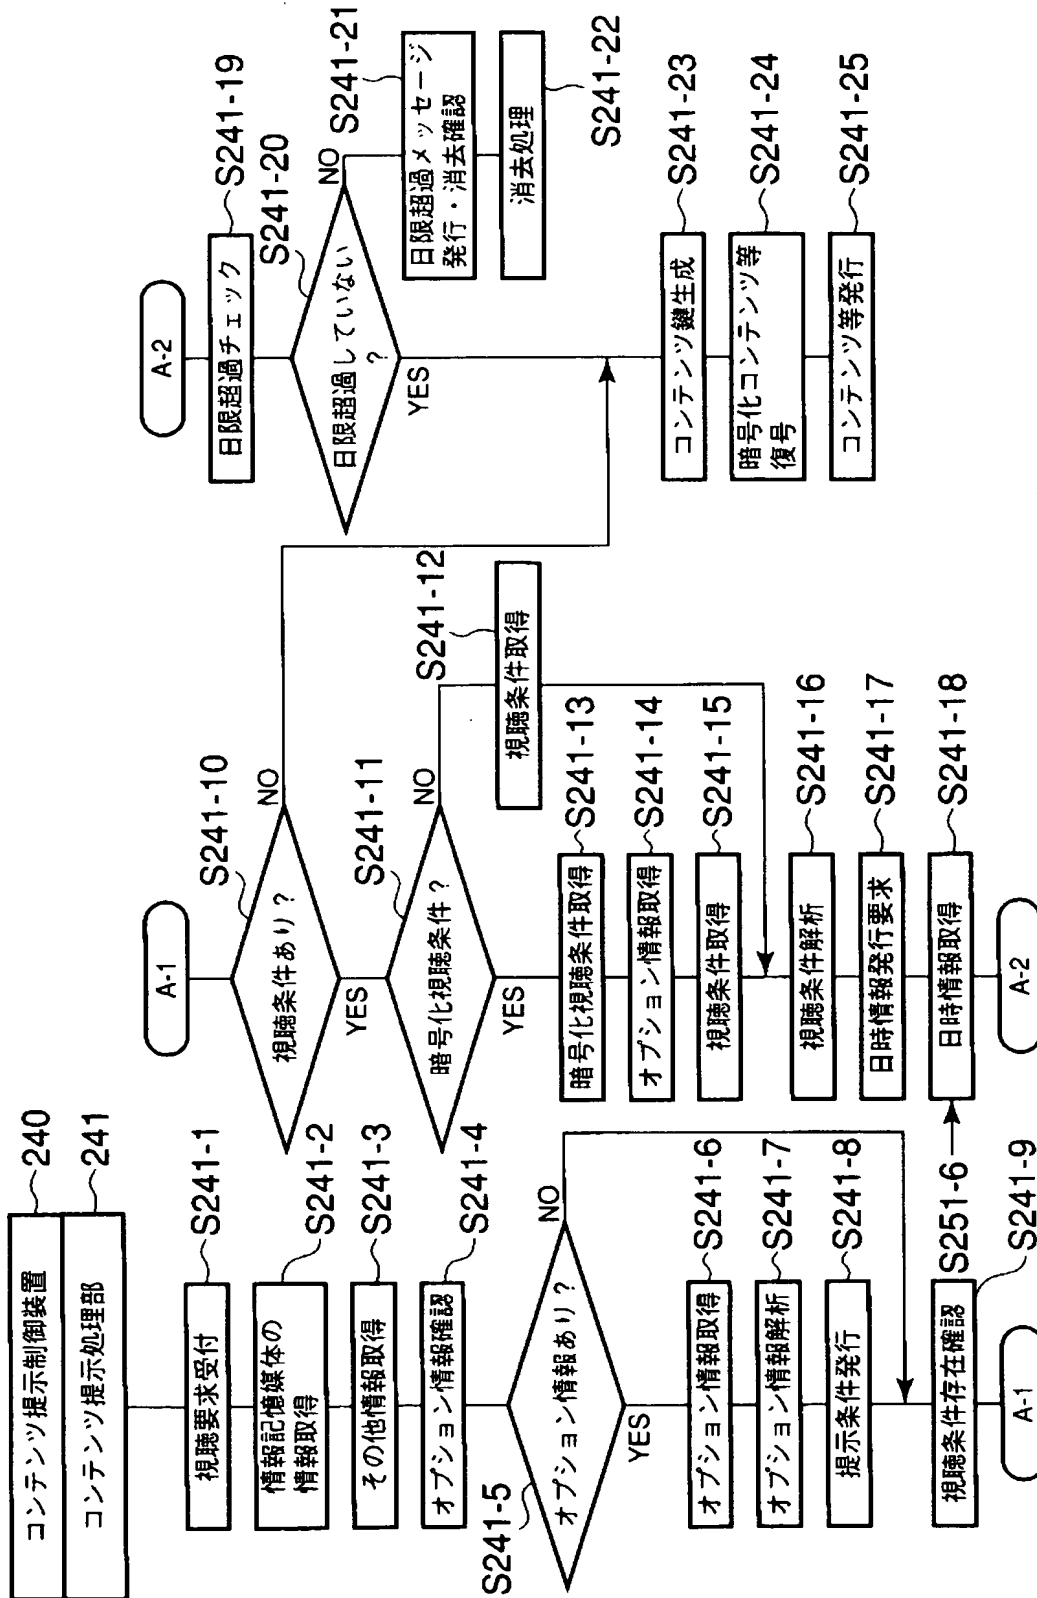 コンテンツ提示制御装置
240
コンテンツ提示処理部
241
視聴要求受付
S241-1
情報記憶媒体の
情報取得
S241-2
その他情報取得
S241-3
オプション情報確認
S241-4
オプション情報あり？
S241-5
NO
YES
オプション情報取得
S241-6
オプション情報解析
S241-7
提示条件発行
S241-8
視聴条件存在確認
S241-9
A-1
A-1
視聴条件あり？
S241-10
NO
YES
暗号化視聴条件？
S241-11
NO
YES
視聴条件取得
S241-12
暗号化視聴条件取得
S241-13
オプション情報取得
S241-14
視聴条件取得
S241-15
視聴条件解析
S241-16
日時情報発行要求
S241-17
日時情報取得
S241-18
S251-6
A-2
A-2
日限超過チェック
S241-19
日限超過していない
？
S241-20
NO
YES
日限超過メッセージ
発行・消去確認
S241-21
消去処理
S241-22
コンテンツ鍵生成
S241-23
暗号化コンテンツ等
復号
S241-24
コンテンツ等発行
S241-25